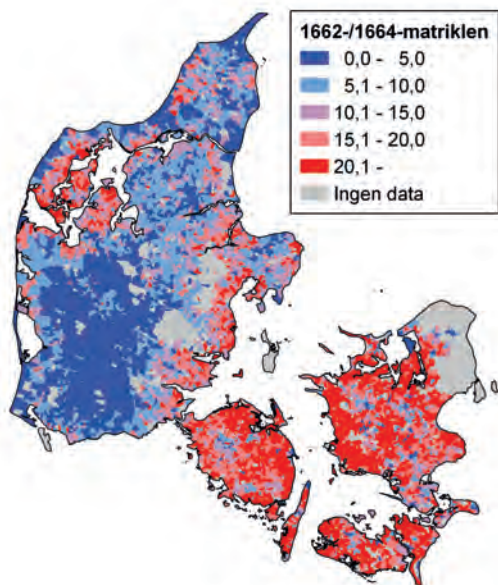 1662-/1664-matriklen
0,0 - 5,0
5,1 - 10,0
10,1 - 15,0
15,1 - 20,0
20,1 -
Ingen data